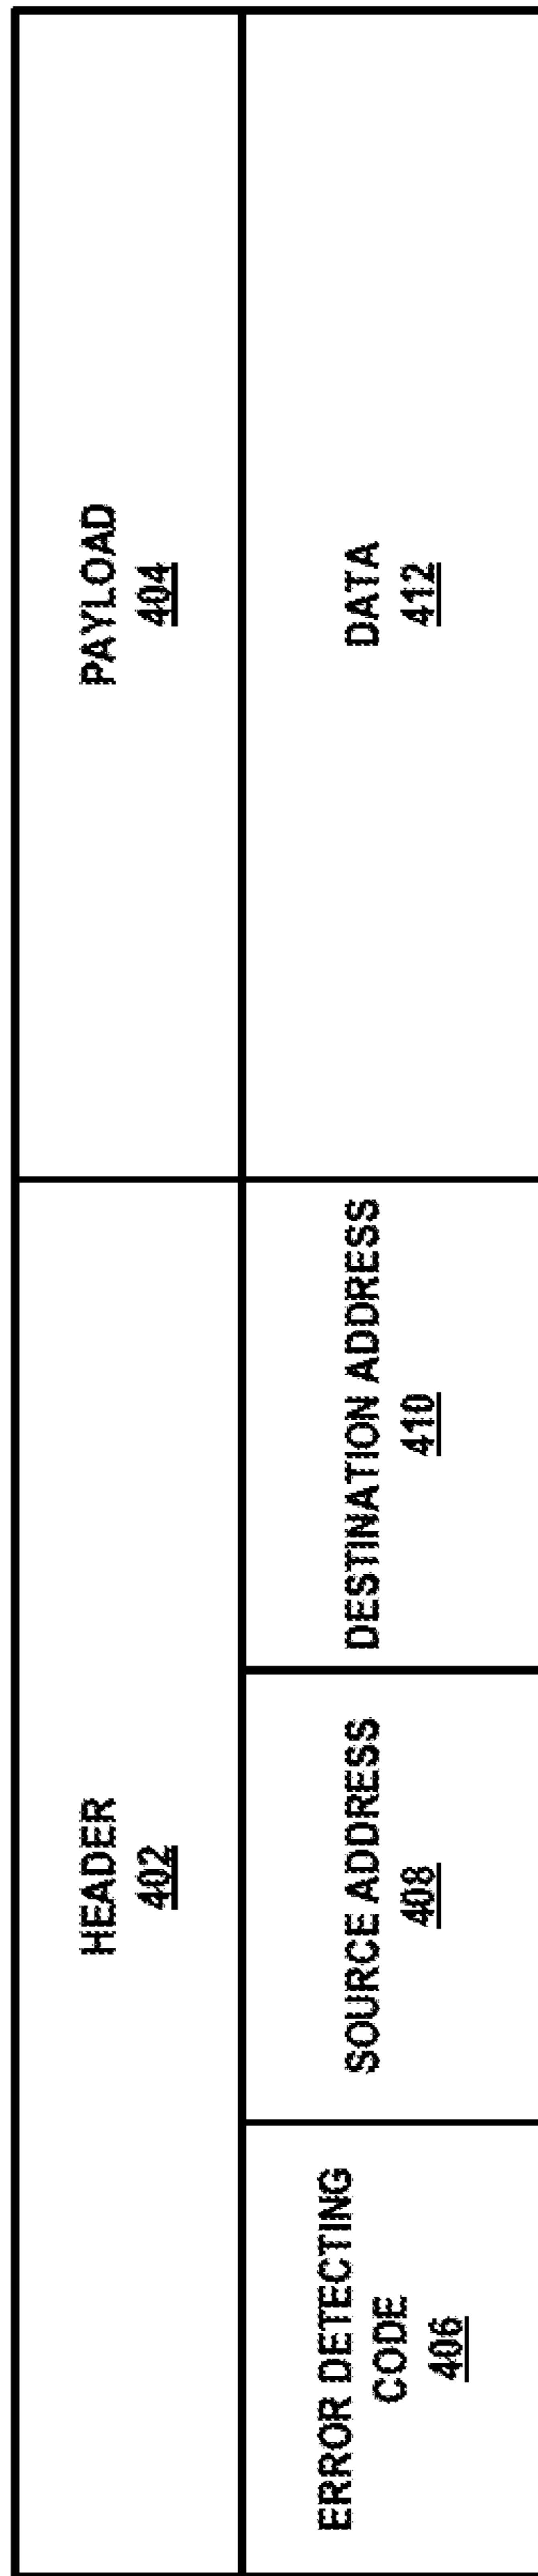 HEADER
402
PAYLOAD
404
ERROR DETECTING
CODE
406
SOURCE ADDRESS
408
DESTINATION ADDRESS
410
DATA
412